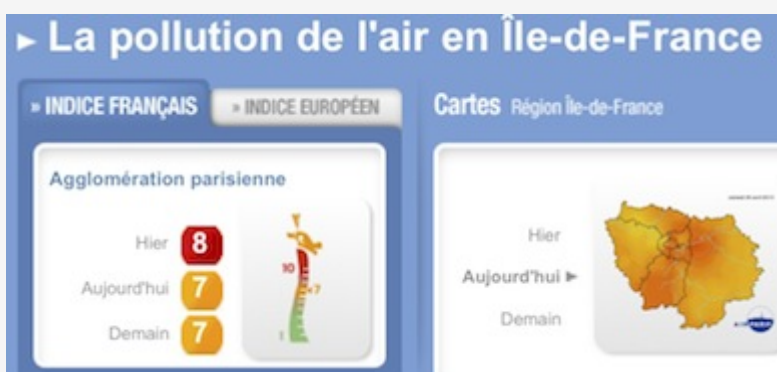 ► La pollution de l'air en Île-de-France
» INDICE FRANÇAIS
» INDICE EUROPÉEN
Cartes Région Île-de-France
Agglomération parisienne
Hier 8
Aujourd'hui 7
Demain 7
10
7
1
Hier
Aujourd'hui ►
Demain